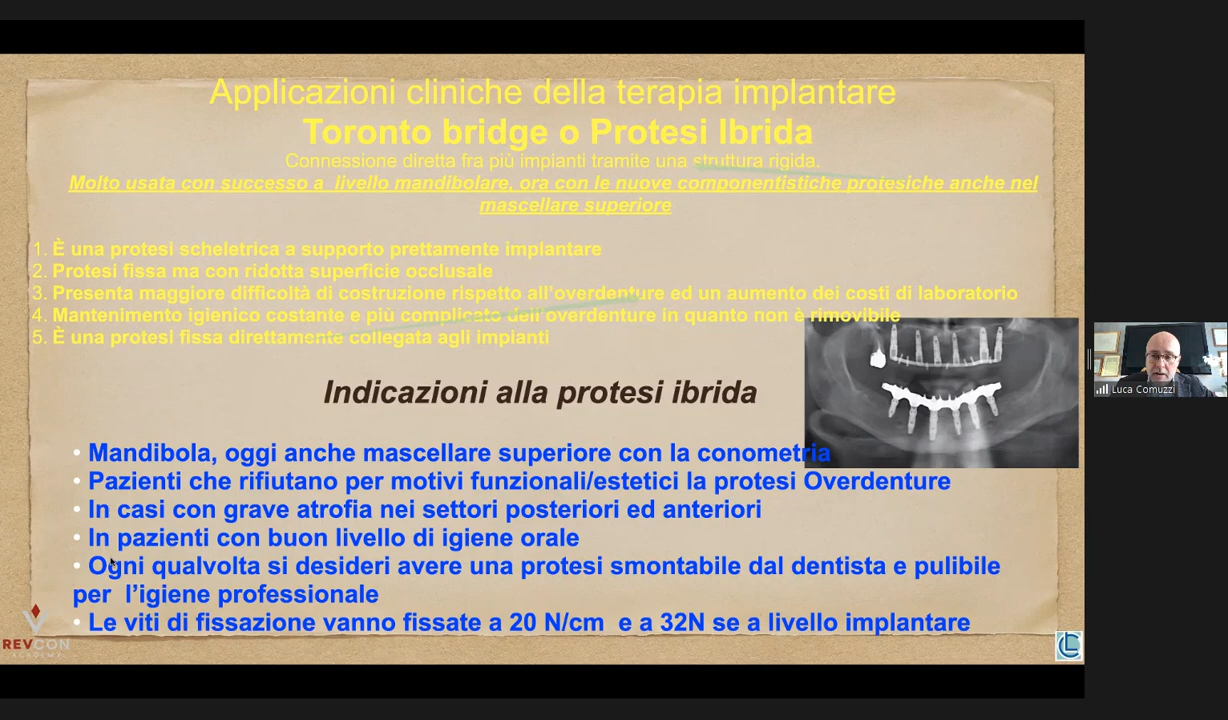 Applicazioni cliniche della terapia implantare
Toronto bridge o Protesi Ibrida
Connessione diretta fra più impianti tramite una struttura rigida.
Molto usata con successo a livello mandibolare, ora con le nuove componentistiche protesiche anche nel
mascellare superiore
1. È una protesi scheletrica a supporto prettamente implantare
2. Protesi fissa ma con ridotta superficie occlusale
3. Presenta maggiore difficoltà di costruzione rispetto all'overdenture ed un aumento dei costi di laboratorio
4. Mantenimento igienico costante e più complicato dell'overdenture in quanto non è rimovibile
5. È una protesi fissa direttamente collegata agli impianti
Indicazioni alla protesi ibrida
• Mandibola, oggi anche mascellare superiore con la conometria
• Pazienti che rifiutano per motivi funzionali/estetici la protesi Overdenture
• In casi con grave atrofia nei settori posteriori ed anteriori
• In pazienti con buon livello di igiene orale
• Ogni qualvolta si desideri avere una protesi smontabile dal dentista e pulibile
per l'igiene professionale
• Le viti di fissazione vanno fissate a 20 N/cm e a 32N se a livello implantare
REVCON
ACADEMY
Luca Comuzzi